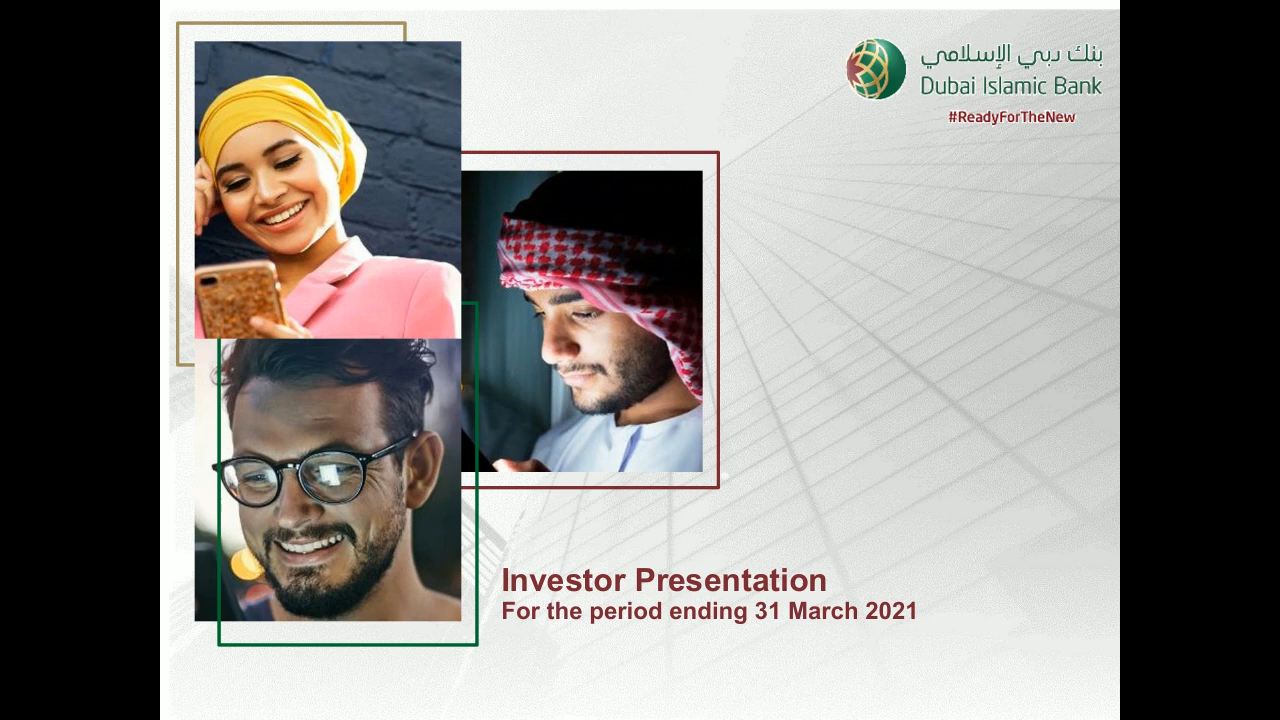 بنك دبي الإسلامي
Dubai Islamic Bank
#ReadyForTheNew
Investor Presentation
For the period ending 31 March 2021